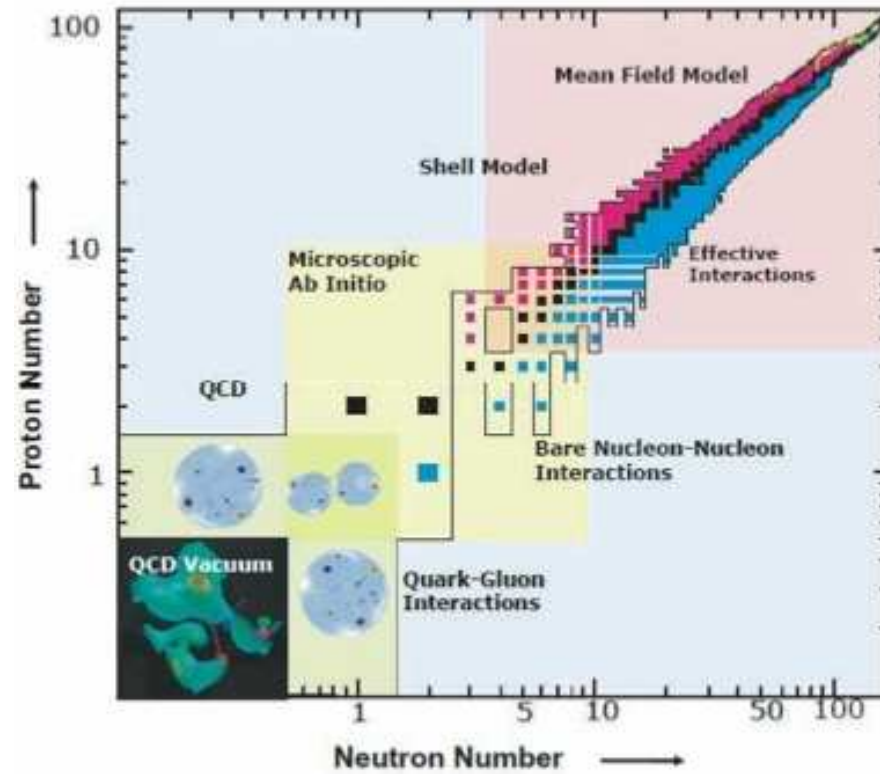 100
Mean Field Model
Shell Model
10
Microscopic
Ab Initio
Effective
Interactions
Proton Number
QCD
Bare Nucleon-Nucleon
Interactions
1
QCD Vacuum
Quark-Gluon
Interactions
1
5
10
50
100
Neutron Number